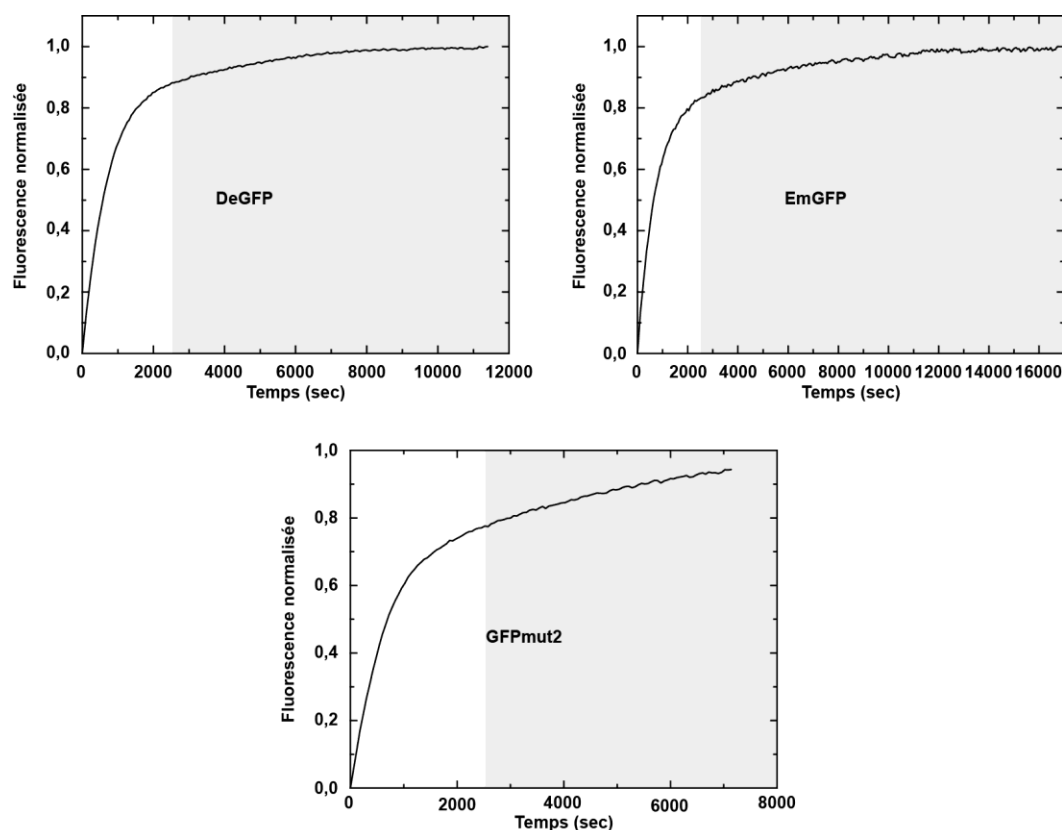 1,0
0,8
0,6
0,4
0,2
0,0
Fluorescence normalisée
DeGFP
0 2000 4000 6000 8000 10000 12000
Temps (sec)
1,0
0,8
0,6
0,4
0,2
0,0
Fluorescence normalisée
EmGFP
0 2000 4000 6000 8000 10000 12000 14000 16000
Temps (sec)
1,0
0,8
0,6
0,4
0,2
0,0
Fluorescence normalisée
GFPmut2
0 2000 4000 6000 8000
Temps (sec)